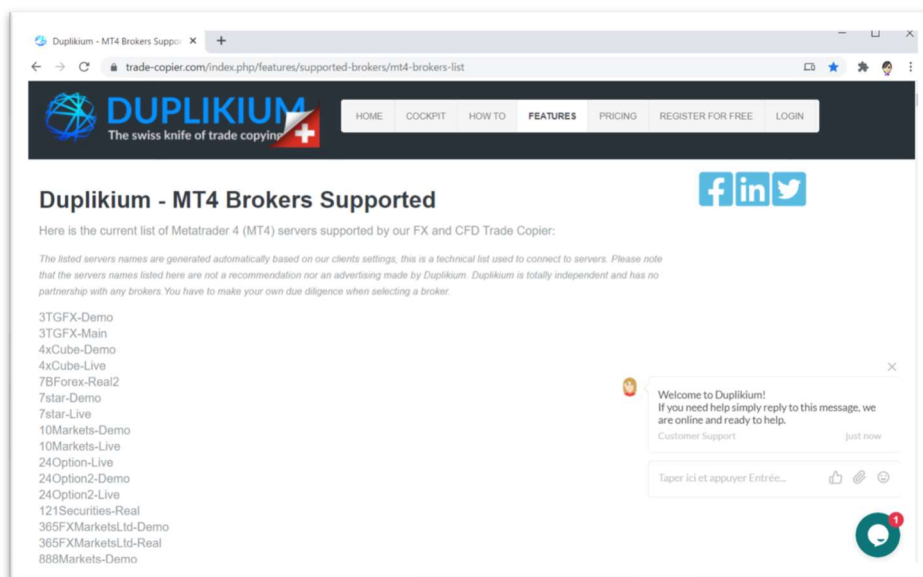 Duplikium - MT4 Brokers Suppor
trade-copier.com/index.php/features/supported-brokers/mt4-brokers-list
DUPLIKIUM
The swiss knife of trade copying
HOME COCKPIT HOW TO FEATURES PRICING REGISTER FOR FREE LOGIN
Duplikium - MT4 Brokers Supported
Here is the current list of Metatrader 4 (MT4) servers supported by our FX and CFD Trade Copier:
The listed servers names are generated automatically based on our clients settings, this is a technical list used to connect to servers. Please note
that the servers names listed here are not a recommendation nor an advertising made by Duplikium. Duplikium is totally independent and has no
partnership with any brokers.You have to make your own due diligence when selecting a broker.
3TGFX-Demo
3TGFX-Main
4xCube-Demo
4xCube-Live
7BForex-Real2
7star-Demo
7star-Live
10Markets-Demo
10Markets-Live
24Option-Live
24Option2-Demo
24Option2-Live
121Securities-Real
365FXMarketsLtd-Demo
365FXMarketsLtd-Real
888Markets-Demo
Welcome to Duplikium!
If you need help simply reply to this message, we
are online and ready to help.
Customer Support just now
Taper ici et appuyer Entrée...
1